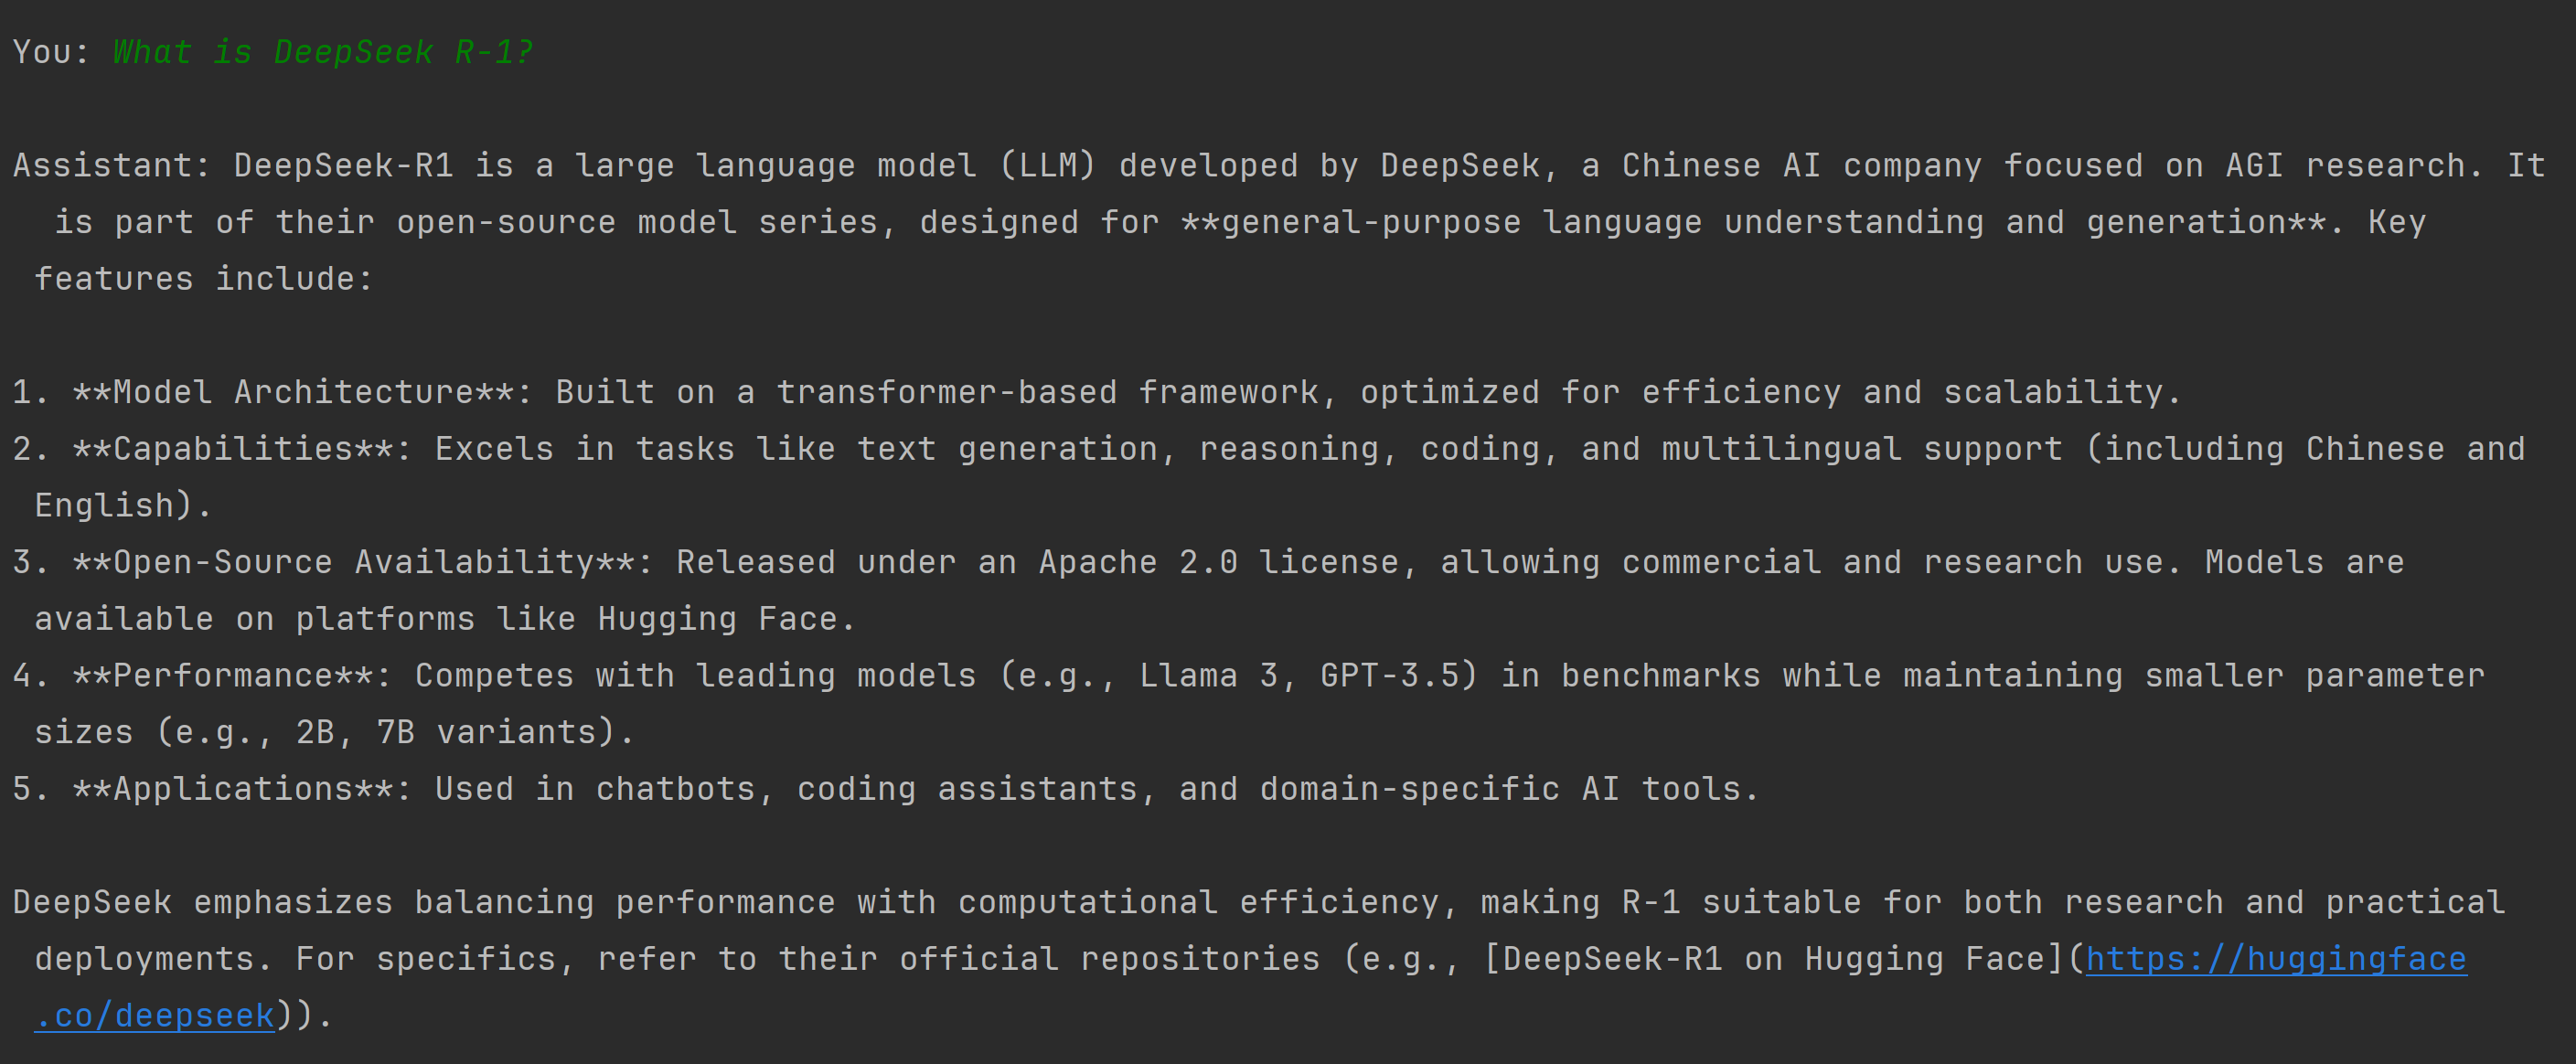 You: What is DeepSeek R-1?
Assistant: DeepSeek-R1 is a large language model (LLM) developed by DeepSeek, a Chinese AI company focused on AGI research. It
is part of their open-source model series, designed for **general-purpose language understanding and generation**. Key
features include:
1. **Model Architecture**: Built on a transformer-based framework, optimized for efficiency and scalability.
2. **Capabilities**: Excels in tasks like text generation, reasoning, coding, and multilingual support (including Chinese and
English).
3. **Open-Source Availability**: Released under an Apache 2.0 license, allowing commercial and research use. Models are
available on platforms like Hugging Face.
4. **Performance**: Competes with leading models (e.g., Llama 3, GPT-3.5) in benchmarks while maintaining smaller parameter
sizes (e.g., 2B, 7B variants).
5. **Applications**: Used in chatbots, coding assistants, and domain-specific AI tools.
DeepSeek emphasizes balancing performance with computational efficiency, making R-1 suitable for both research and practical
deployments. For specifics, refer to their official repositories (e.g., [DeepSeek-R1 on Hugging Face](https://huggingface
.co/deepseek)).